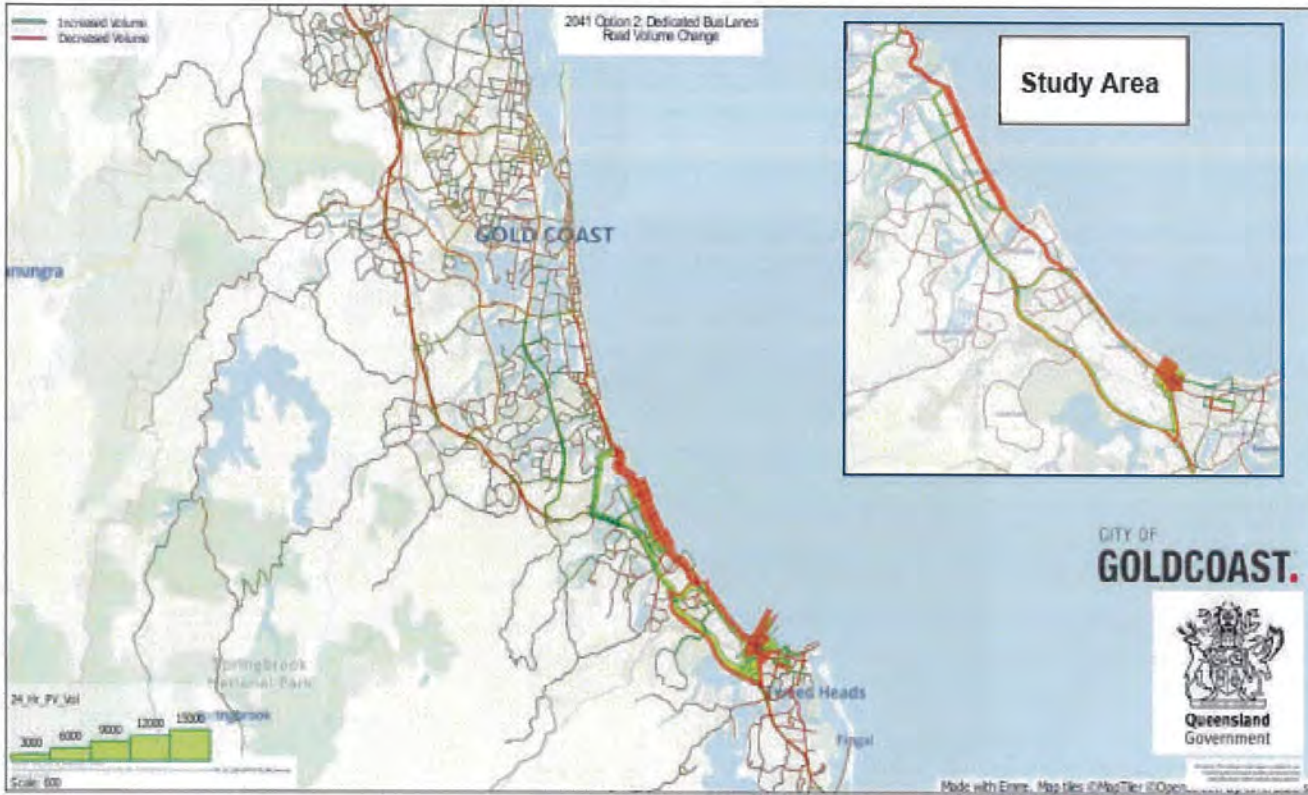 Increased Volume
Decreased Volume
2041 Option 2: Dedicated Bus Lanes
Road Volume Change
Study Area
GOLD COAST
CITY OF
GOLDCOAST.
Queensland
Government
Springbrook
National Park
Tweed Heads
Fingal
24_Hr_PV_Vol
3000 6000 9000 12000 15000
Scale: 600
Made with Emme. Map tiles ©MapTiler